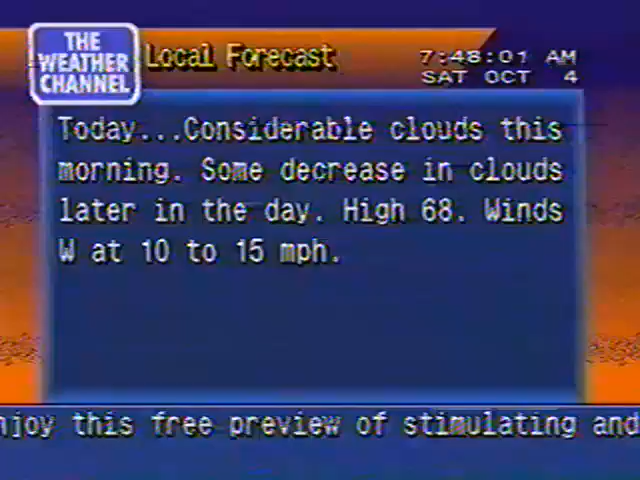 THE
WEATHER
CHANNEL
Local Forecast
7:48:01 AM
SAT OCT 4
Today...Considerable clouds this
morning. Some decrease in clouds
later in the day. High 68. Winds
W at 10 to 15 mph.
njoy this free preview of stimulating and